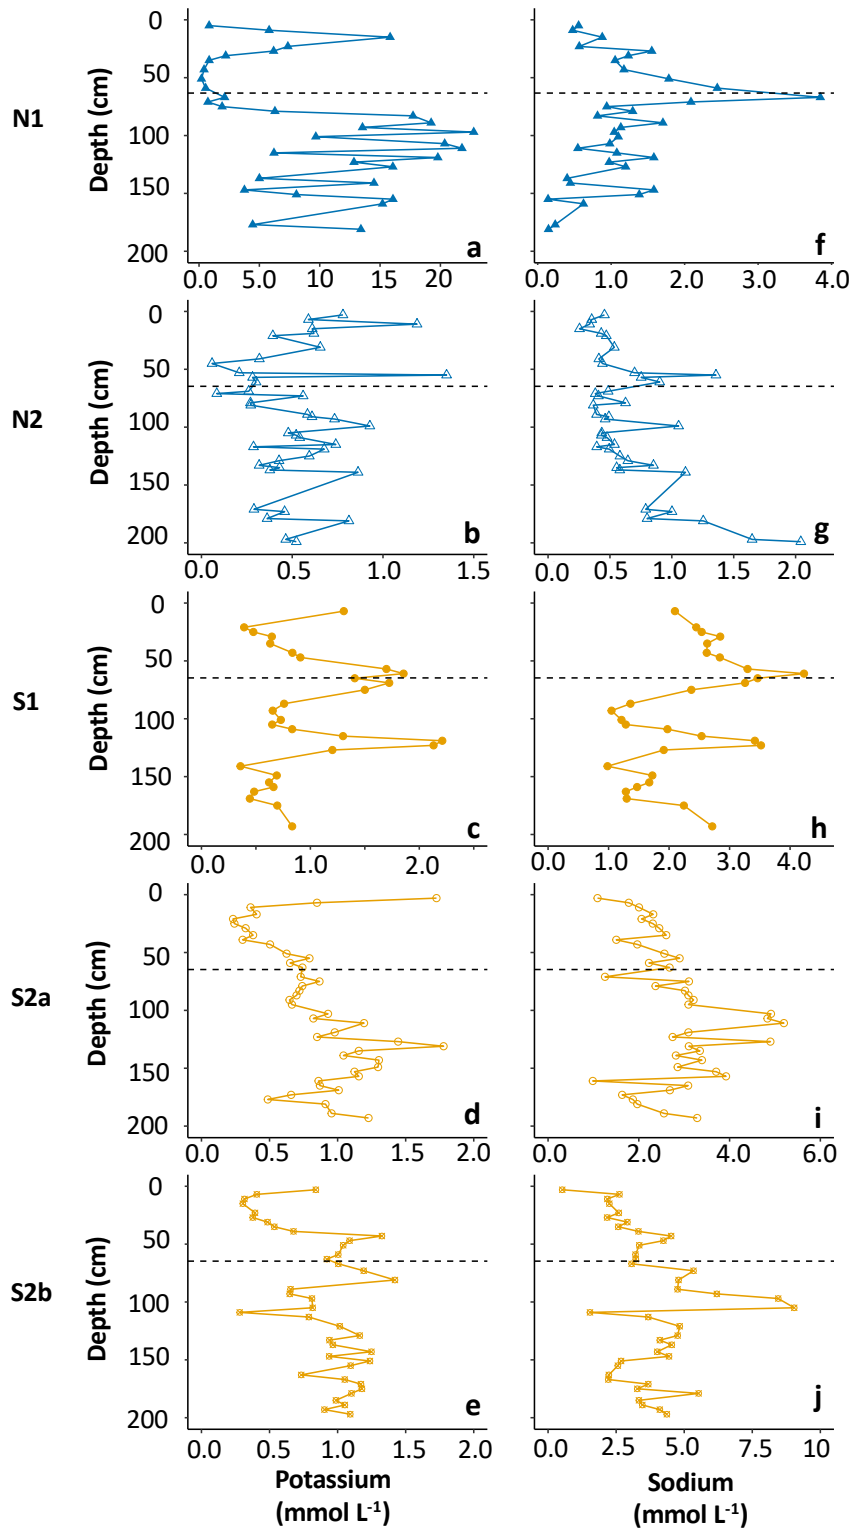 N1
Depth (cm)
0
50
100
150
200
a
f
0.0 5.0 10 15 20
0.0 1.0 2.0 3.0 4.0
N2
Depth (cm)
0
50
100
150
200
b
g
0.0 0.5 1.0 1.5
0.0 0.5 1.0 1.5 2.0
S1
Depth (cm)
0
50
100
150
200
c
h
0.0 1.0 2.0
0.0 1.0 2.0 3.0 4.0
S2a
Depth (cm)
0
50
100
150
200
d
i
0.0 0.5 1.0 1.5 2.0
0.0 2.0 4.0 6.0
S2b
Depth (cm)
0
50
100
150
200
e
j
0.0 0.5 1.0 1.5 2.0
0.0 2.5 5.0 7.5 10
Potassium
(mmol L⁻¹)
Sodium
(mmol L⁻¹)